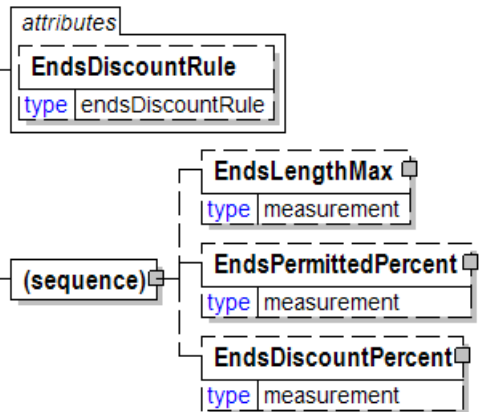 attributes
EndsDiscountRule
type endsDiscountRule
EndsLengthMax
type measurement
(sequence)
EndsPermittedPercent
type measurement
EndsDiscountPercent
type measurement